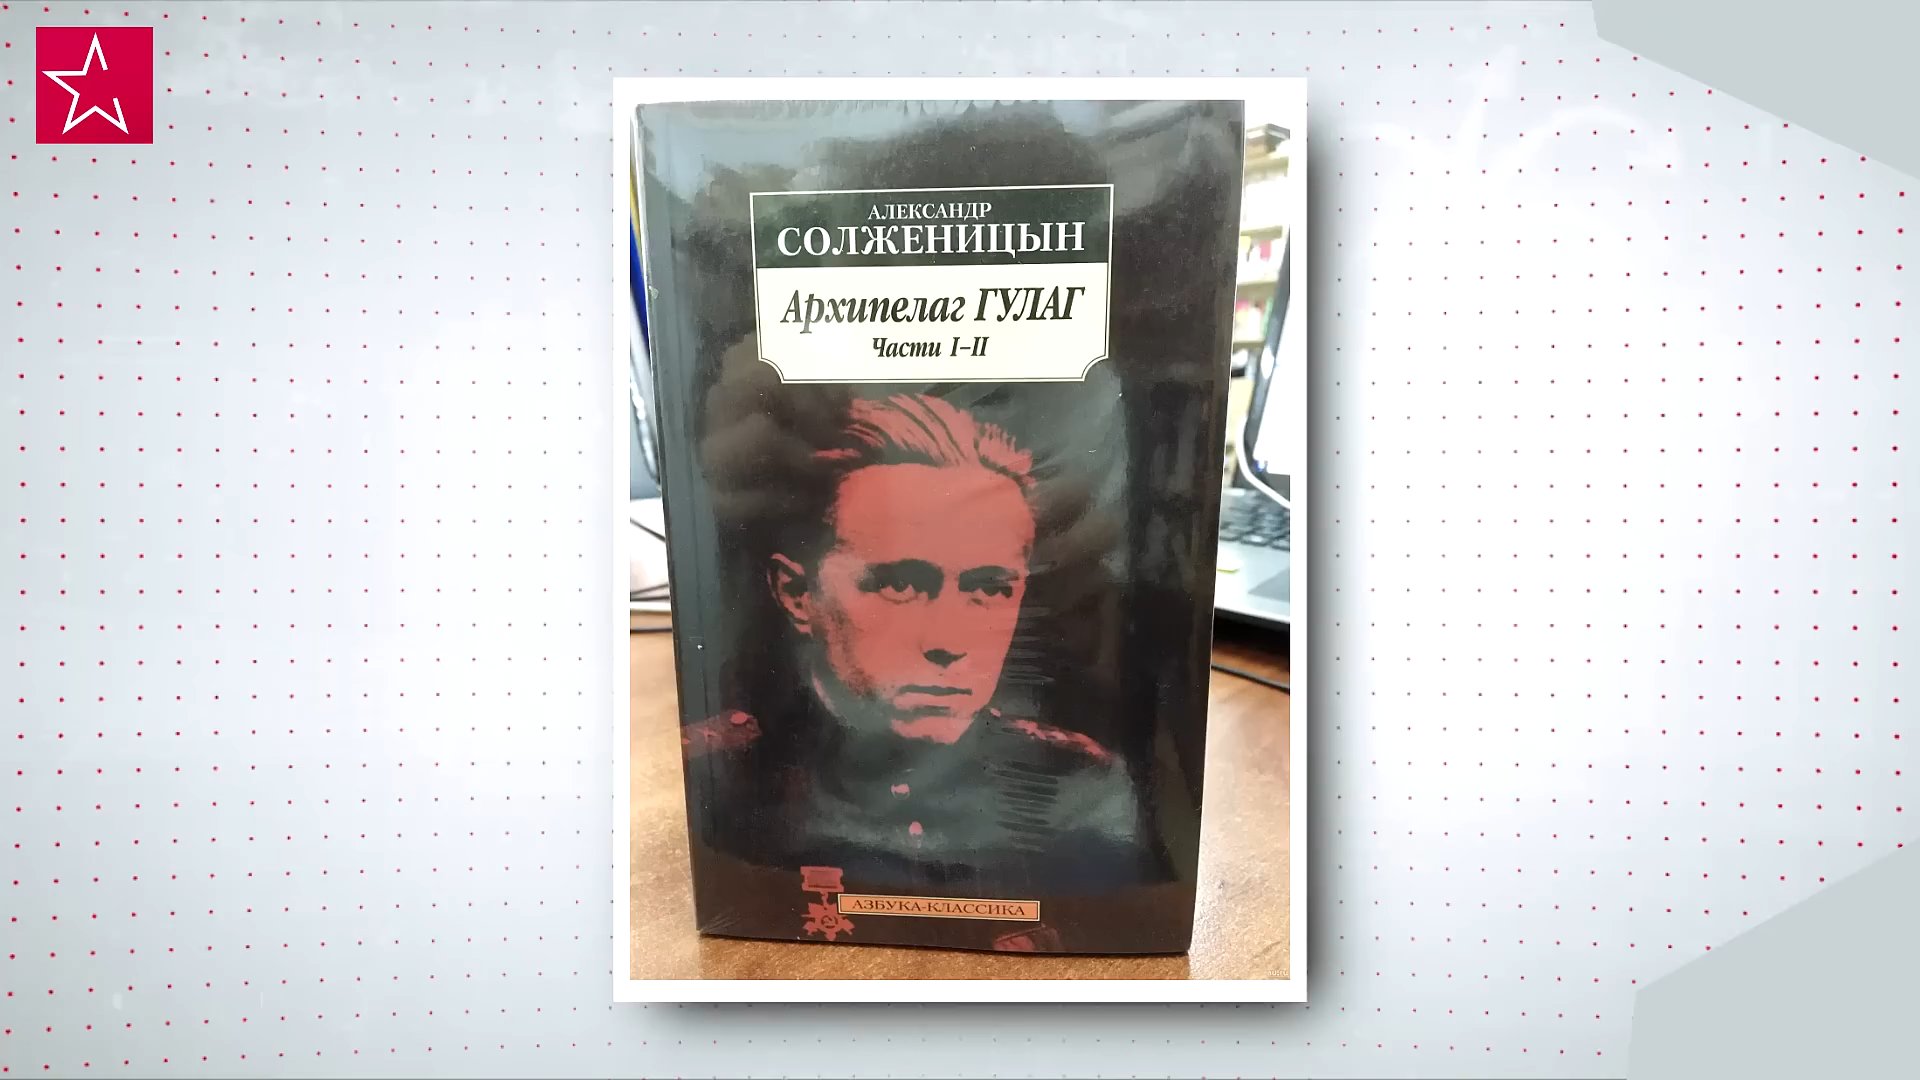 АЛЕКСАНДР
СОЛЖЕНИЦЫН
Архипелаг ГУЛАГ
Части I–II
АЗБУКА-КЛАССИКА